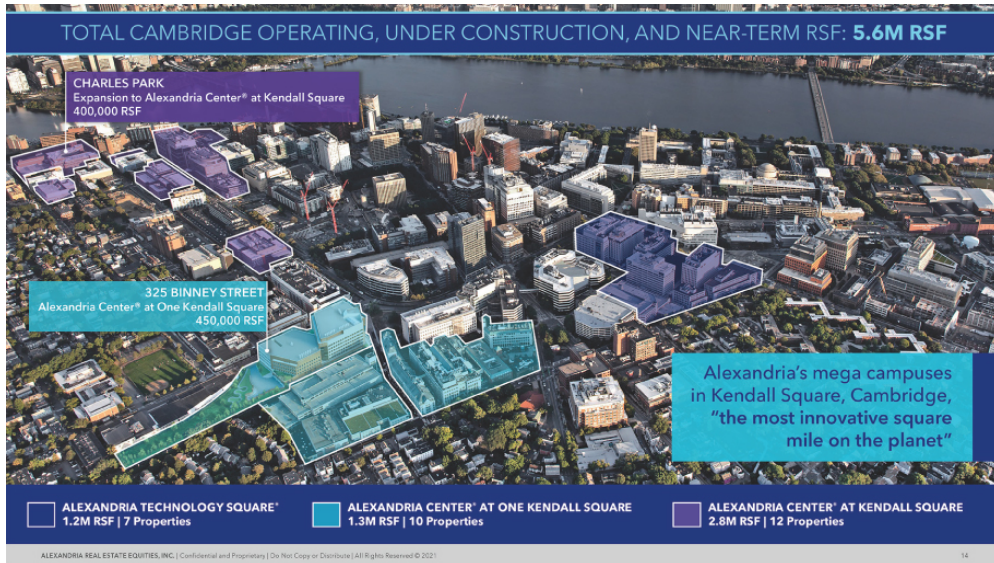 TOTAL CAMBRIDGE OPERATING, UNDER CONSTRUCTION, AND NEAR-TERM RSF: 5.6M RSF
CHARLES PARK
Expansion to Alexandria Center® at Kendall Square
400,000 RSF
325 BINNEY STREET
Alexandria Center® at One Kendall Square
450,000 RSF
Alexandria's mega campuses
in Kendall Square, Cambridge,
"the most innovative square
mile on the planet"
ALEXANDRIA TECHNOLOGY SQUARE®
1.2M RSF | 7 Properties
ALEXANDRIA CENTER® AT ONE KENDALL SQUARE
1.3M RSF | 10 Properties
ALEXANDRIA CENTER® AT KENDALL SQUARE
2.8M RSF | 12 Properties
ALEXANDRIA REAL ESTATE EQUITIES, INC. | Confidential and Proprietary | Do Not Copy or Distribute | All Rights Reserved © 2021
14